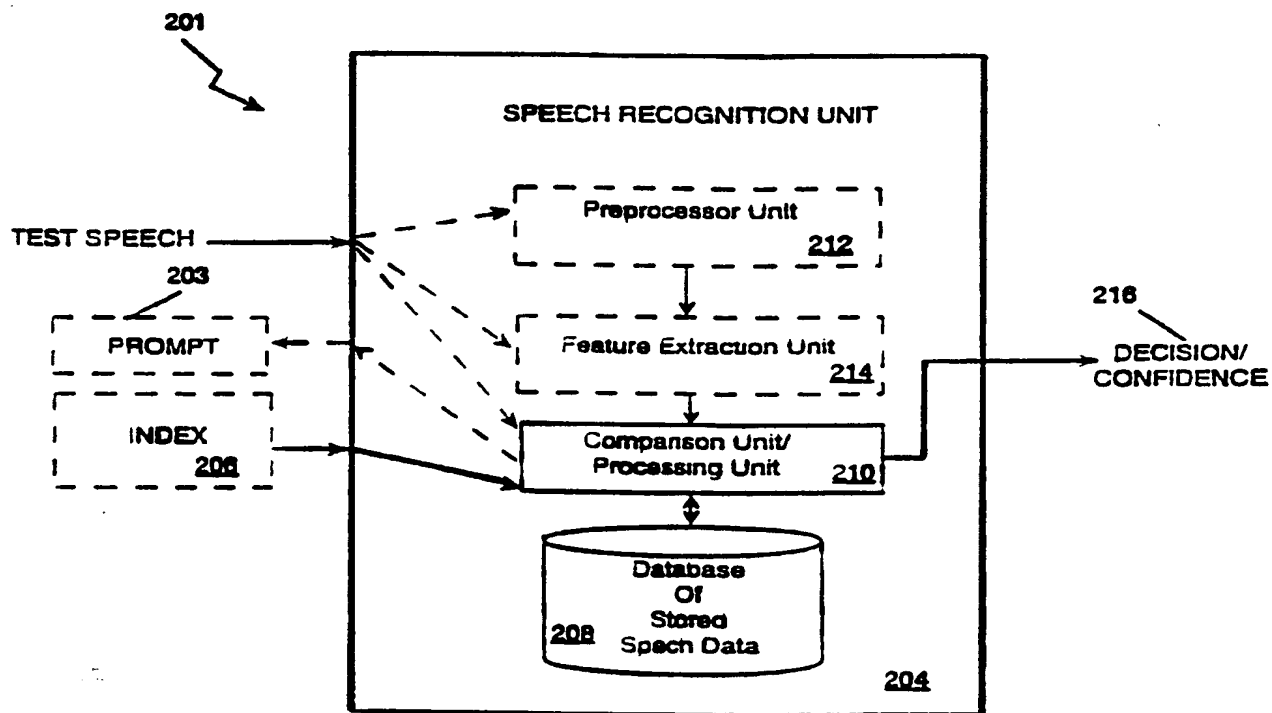 201
SPEECH RECOGNITION UNIT
Preprocessor Unit
212
TEST SPEECH
203
PROMPT
Feature Extraction Unit
214
216
DECISION/
CONFIDENCE
INDEX
206
Comparison Unit/
Processing Unit
210
Database
Of
Stored
Spech Data
208
204